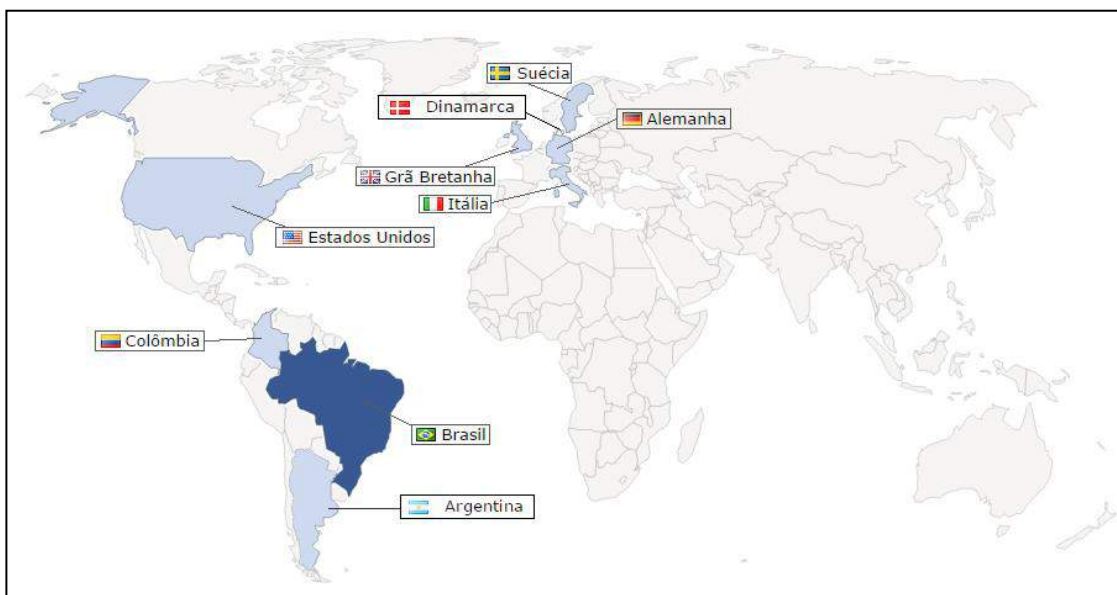 Suécia
Dinamarca
Alemanha
Grã Bretanha
Itália
Estados Unidos
Colômbia
Brasil
Argentina